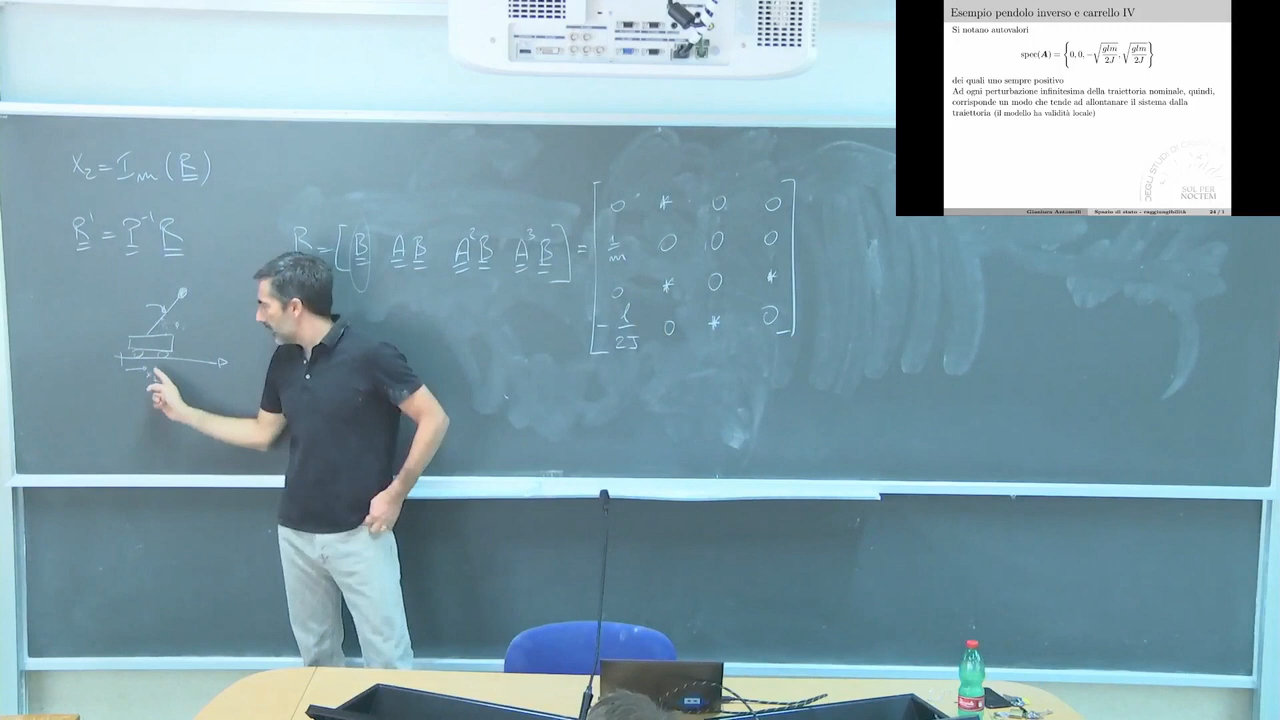 Esempio pendolo inverso e carrello IV
Si notano autovalori
spec(A) = {0, 0, -√(glm/2J), √(glm/2J)}
dei quali uno sempre positivo
Ad ogni perturbazione infinitesima della traiettoria nominale, quindi,
corrisponde un modo che tende ad allontanare il sistema dalla
traiettoria (il modello ha validità locale)
SOL PER
NOCTEM
Gianluca Antonelli Spazio di stato - raggiungibilità 24 / 1
X₂ = Im (R)
R' = P⁻¹ R
R = [B AB A²B A³B] =
0 * 0 0
1/m 0 0 0
0 * 0 *
-l/2J 0 * 0